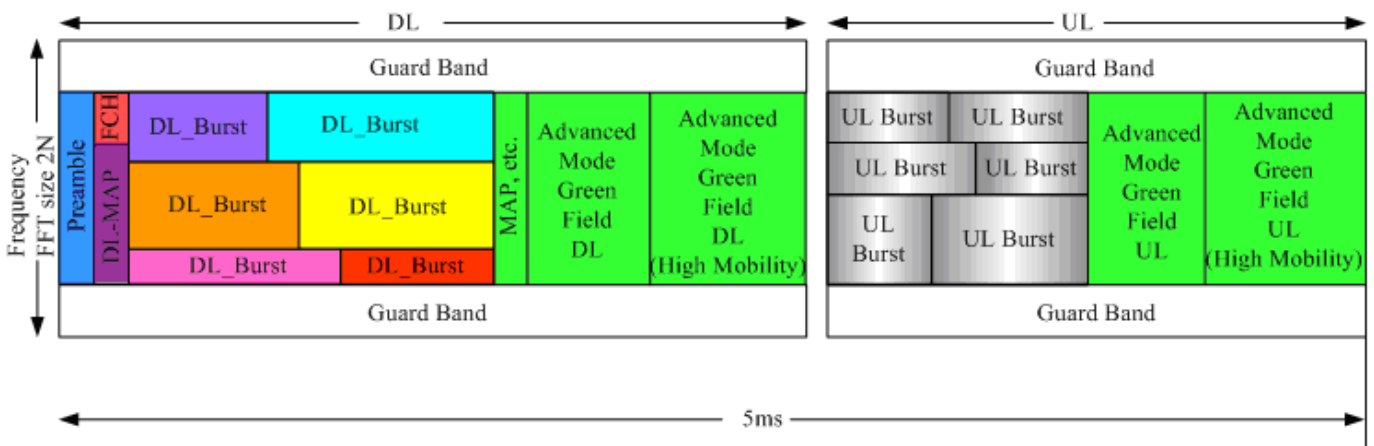 DL
UL
Guard Band
Guard Band
Frequency
FFT size 2N
Preamble
FCH
DL-MAP
DL_Burst
DL_Burst
DL_Burst
DL_Burst
DL_Burst
DL_Burst
MAP, etc.
Advanced
Mode
Green
Field
DL
Advanced
Mode
Green
Field
DL
(High Mobility)
UL Burst
UL Burst
UL Burst
UL Burst
UL
Burst
UL Burst
Advanced
Mode
Green
Field
UL
Advanced
Mode
Green
Field
UL
(High Mobility)
Guard Band
Guard Band
5ms